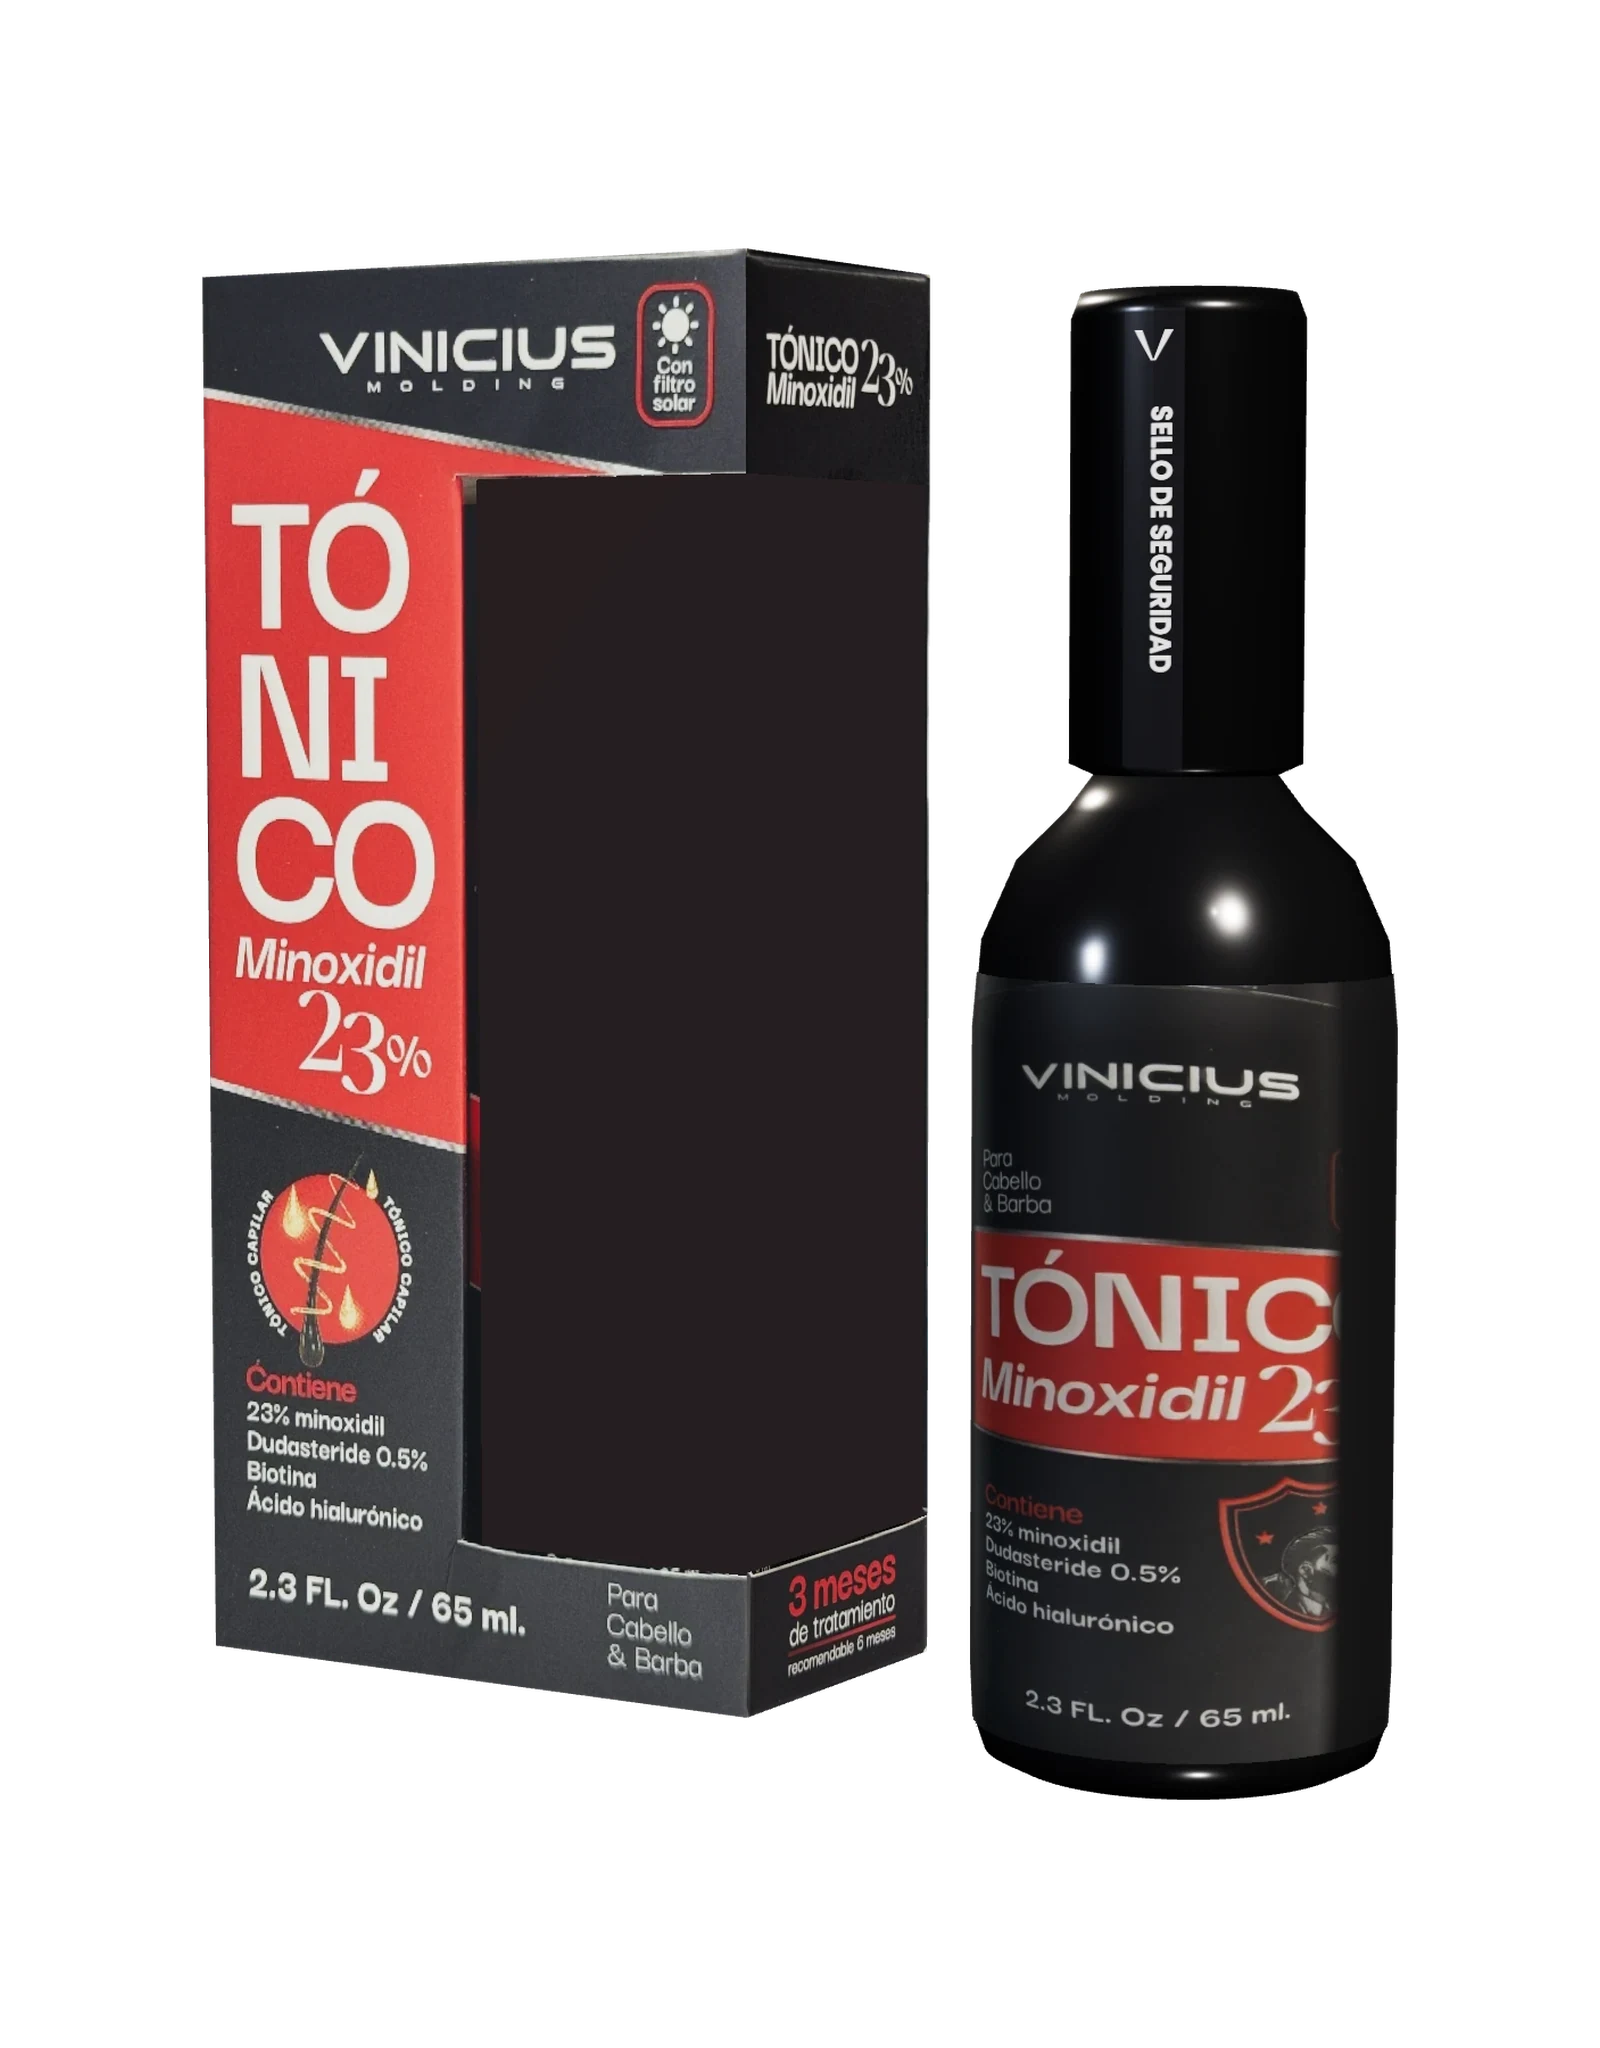 VINICIUS
MOLDING
Con
filtro
solar
TÓ
NI
CO
Minoxidil
23%
TÓNICO CAPILAR
TÓNICO CAPILAR
Contiene
23% minoxidil
Dudasteride 0.5%
Biotina
Ácido hialurónico
2.3 FL. Oz / 65 ml.
Para
Cabello
& Barba
TÓNICO
Minoxidil 23%
3 meses
de tratamiento
recomendable 6 meses
V
SELLO DE SEGURIDAD
VINICIUS
MOLDING
Para
Cabello
& Barba
TÓNICO
Minoxidil 23
Contiene
23% minoxidil
Dudasteride 0.5%
Biotina
Ácido hialurónico
2.3 FL. Oz / 65 ml.